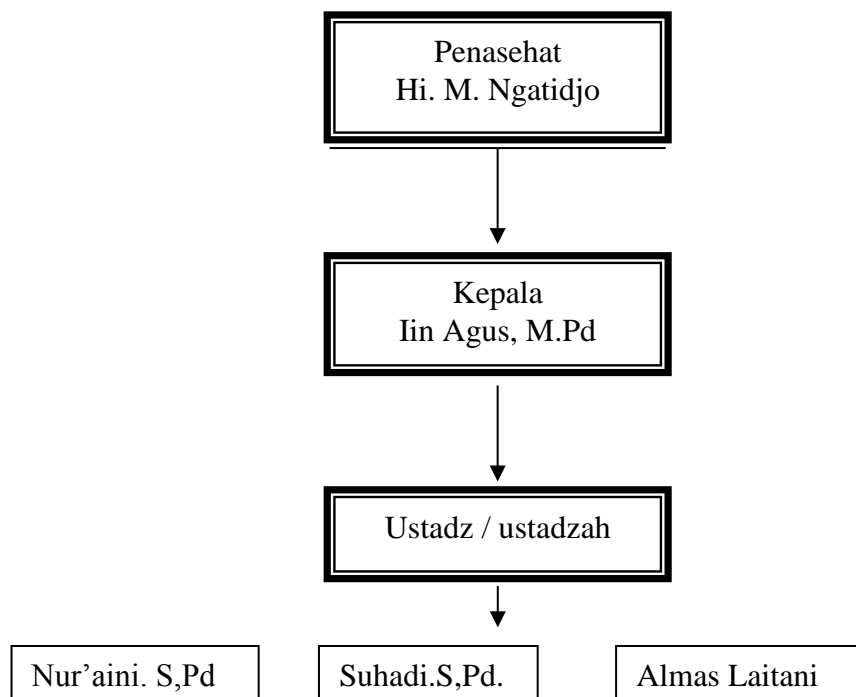 Penasehat
Hi. M. Ngatidjo
Kepala
Iin Agus, M.Pd
Ustadz / ustadzah
Nur’aini. S,Pd
Suhadi.S,Pd.
Almas Laitani